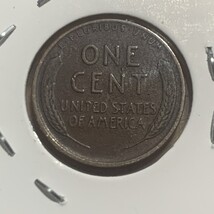 ONE
CENT
UNITED STATES
OF AMERICA